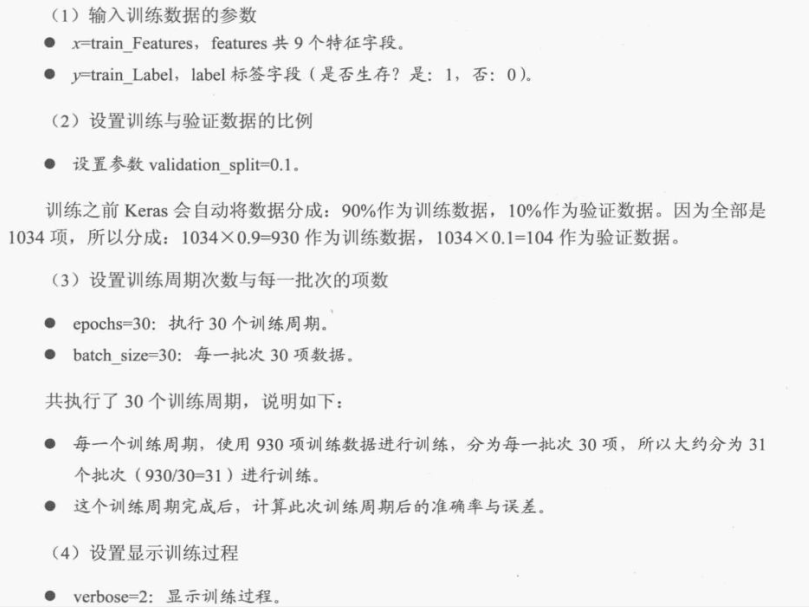 （1）输入训练数据的参数
● x=train_Features，features 共 9 个特征字段。
● y=train_Label，label 标签字段（是否生存？是：1，否：0）。
（2）设置训练与验证数据的比例
● 设置参数 validation_split=0.1。
训练之前 Keras 会自动将数据分成：90%作为训练数据，10%作为验证数据。因为全部是
1034 项，所以分成：1034×0.9=930 作为训练数据，1034×0.1=104 作为验证数据。
（3）设置训练周期次数与每一批次的项数
● epochs=30：执行 30 个训练周期。
● batch_size=30：每一批次 30 项数据。
共执行了 30 个训练周期，说明如下：
● 每一个训练周期，使用 930 项训练数据进行训练，分为每一批次 30 项，所以大约分为 31
个批次（930/30=31）进行训练。
● 这个训练周期完成后，计算此次训练周期后的准确率与误差。
（4）设置显示训练过程
● verbose=2：显示训练过程。